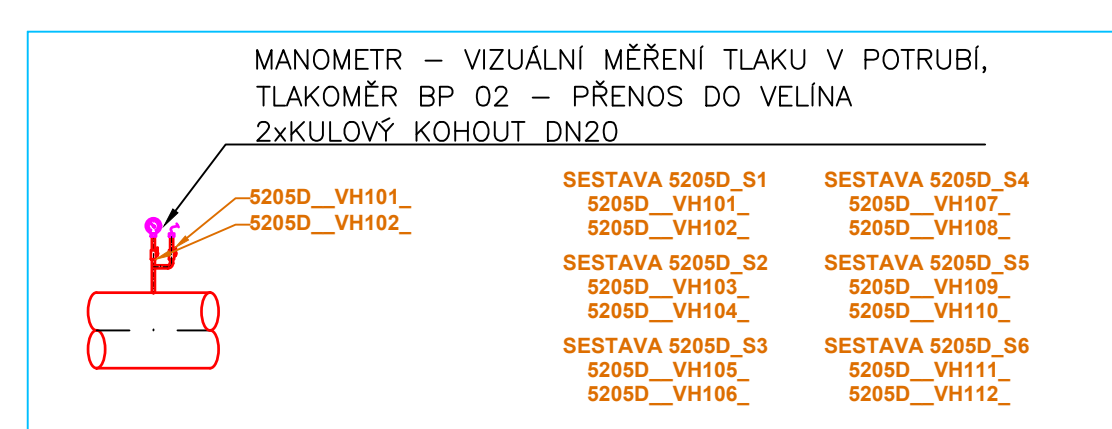 MANOMETR – VIZUÁLNÍ MĚŘENÍ TLAKU V POTRUBÍ,
TLAKOMĚR BP 02 – PŘENOS DO VELÍNA
2xKULOVÝ KOHOUT DN20
5205D__VH101_
5205D__VH102_
SESTAVA 5205D_S1
5205D__VH101_
5205D__VH102_
SESTAVA 5205D_S2
5205D__VH103_
5205D__VH104_
SESTAVA 5205D_S3
5205D__VH105_
5205D__VH106_
SESTAVA 5205D_S4
5205D__VH107_
5205D__VH108_
SESTAVA 5205D_S5
5205D__VH109_
5205D__VH110_
SESTAVA 5205D_S6
5205D__VH111_
5205D__VH112_